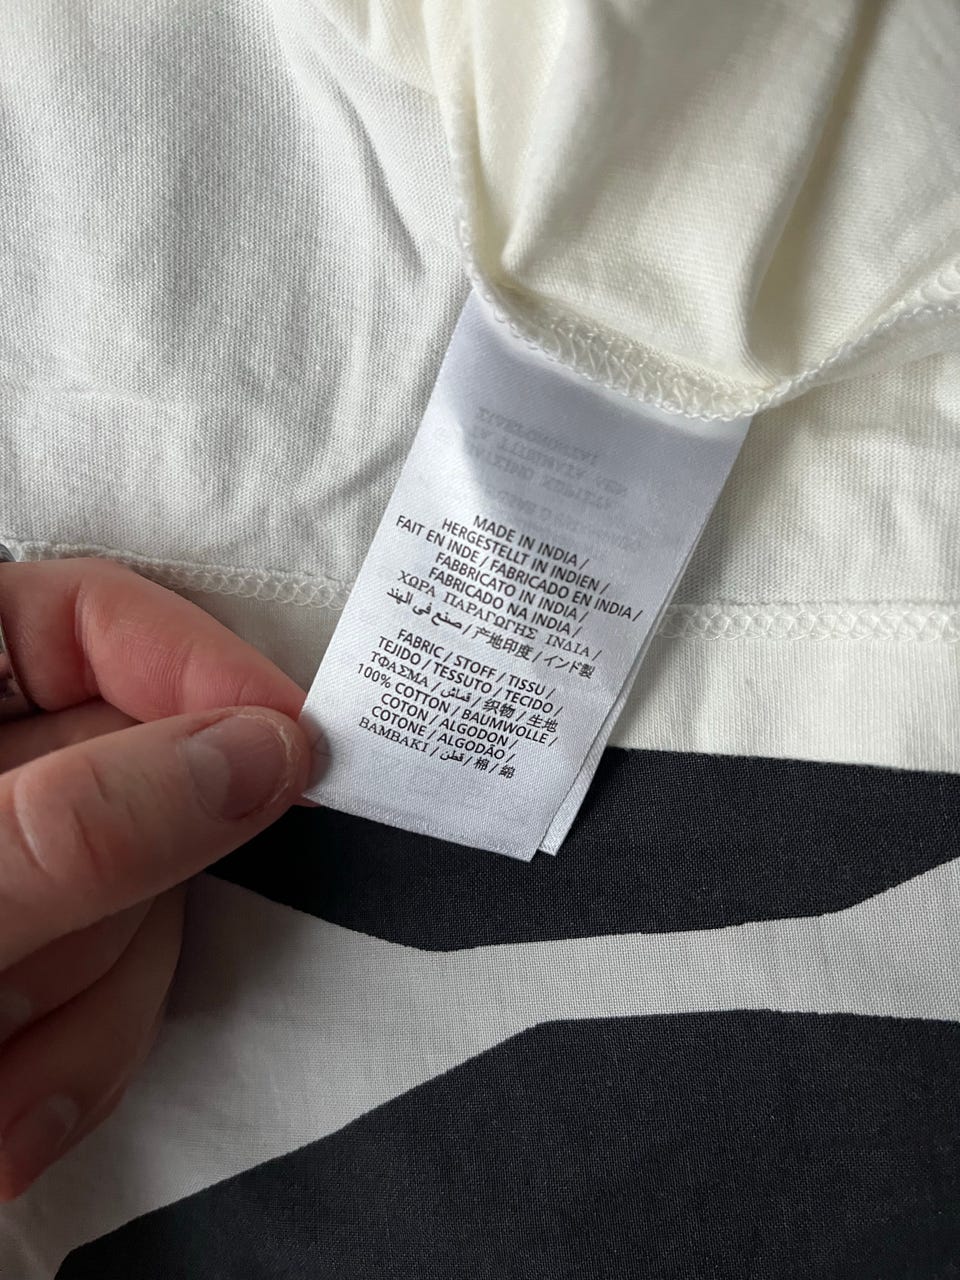 MADE IN INDIA /
HERGESTELLT IN INDIEN /
FAIT EN INDE / FABRICADO EN INDIA /
FABBRICATO IN INDIA /
FABRICADO NA INDIA /
ΧΩΡΑ ΠΑΡΑΓΩΓΗΣ ΙΝΔΙΑ /
صنع في الهند / 产地印度 / インド製
FABRIC / STOFF / TISSU /
TEJIDO / TESSUTO / TECIDO /
ΤΦΑΣΜΑ / قماش / 织物 / 生地
100% COTTON / BAUMWOLLE /
COTON / ALGODON /
COTONE / ALGODÃO /
BAMBAKI / قطن / 棉 / 綿